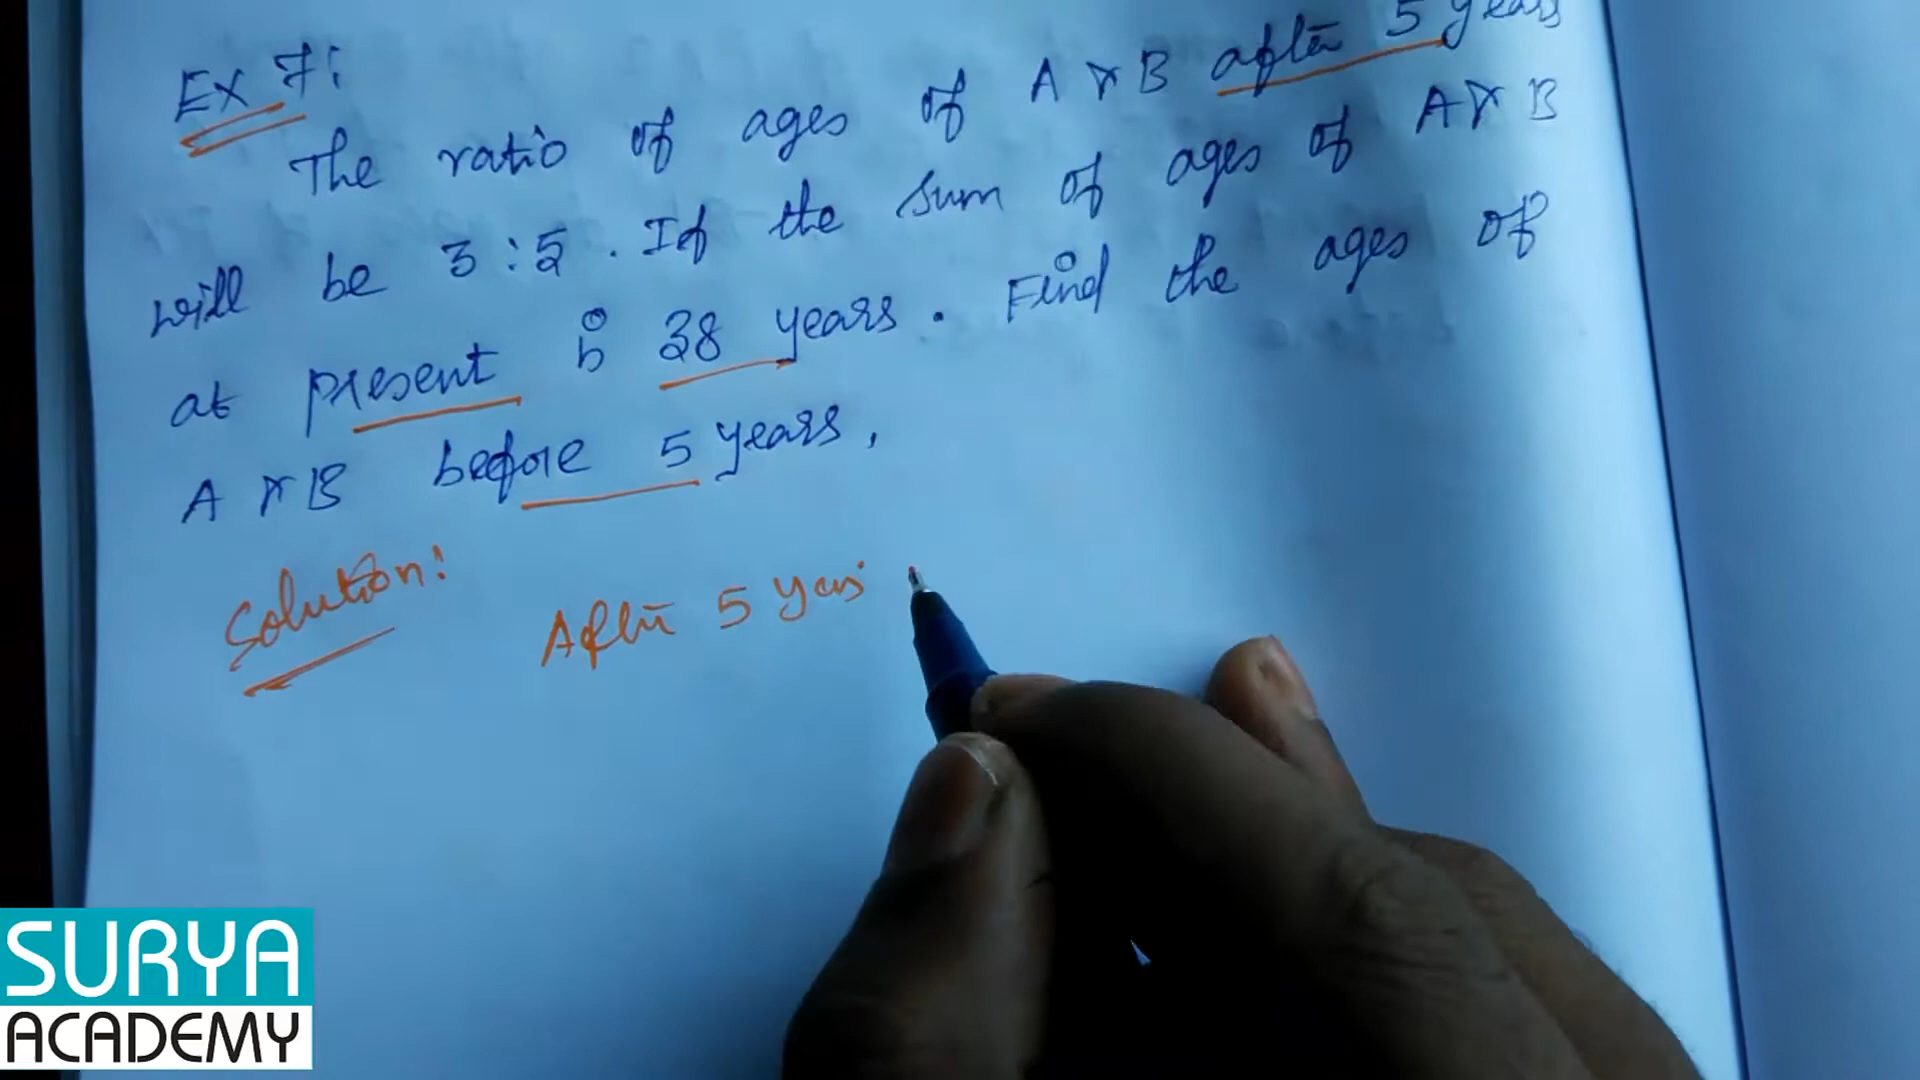 Ex 7:
The ratio of ages of A & B after 5 years
will be 3:5. If the sum of ages of A & B
at present is 38 years. Find the ages of
A & B before 5 years,
Solution: After 5 years
SURYA
ACADEMY